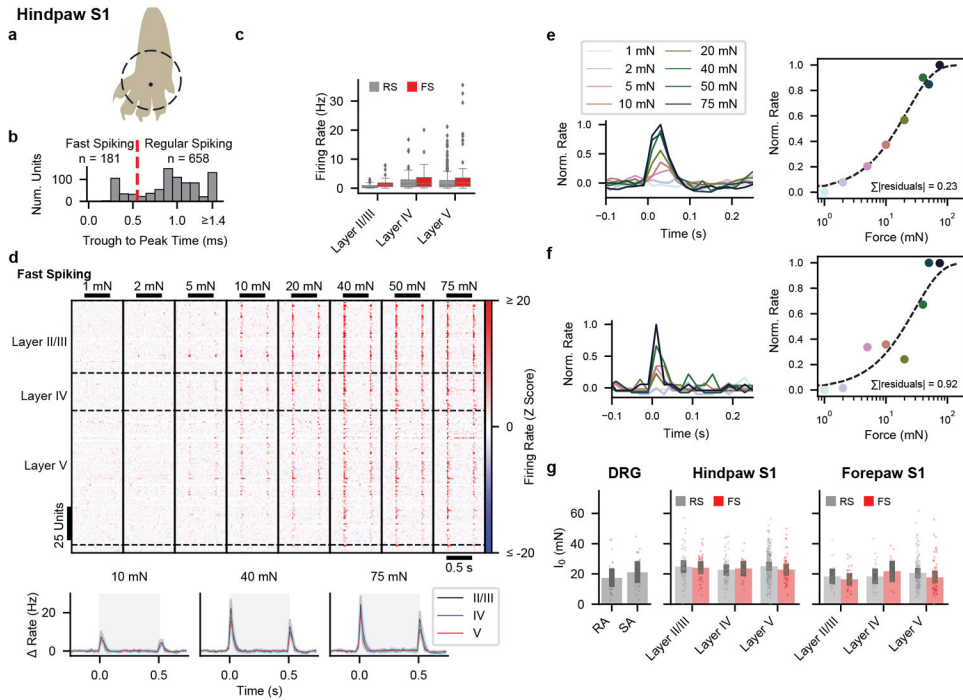 Hindpaw S1
a
b
Fast Spiking
Regular Spiking
n = 181
n = 658
Num. Units
100
0
0.0
0.5
1.0
≥1.4
Trough to Peak Time (ms)
c
RS
FS
Firing Rate (Hz)
30
20
10
0
Layer II/III
Layer IV
Layer V
d
Fast Spiking
1 mN
2 mN
5 mN
10 mN
20 mN
40 mN
50 mN
75 mN
Layer II/III
Layer IV
Layer V
25 Units
0.5 s
≥ 20
0
≤ -20
Firing Rate (Z Score)
10 mN
40 mN
75 mN
Δ Rate (Hz)
20
0
II/III
IV
V
0.0
0.5
0.0
0.5
0.0
0.5
Time (s)
e
1 mN
2 mN
5 mN
10 mN
20 mN
40 mN
50 mN
75 mN
Norm. Rate
1.0
0.5
0.0
−0.1
0.0
0.1
0.2
Time (s)
Norm. Rate
1.0
0.8
0.6
0.4
0.2
0.0
∑|residuals| = 0.23
10⁰
10¹
10²
Force (mN)
f
Norm. Rate
1.0
0.5
0.0
−0.1
0.0
0.1
0.2
Time (s)
Norm. Rate
1.0
0.8
0.6
0.4
0.2
0.0
∑|residuals| = 0.92
10⁰
10¹
10²
Force (mN)
g
DRG
Hindpaw S1
Forepaw S1
RS
FS
RS
FS
I₀ (mN)
60
40
20
0
RA
SA
Layer II/III
Layer IV
Layer V
Layer II/III
Layer IV
Layer V